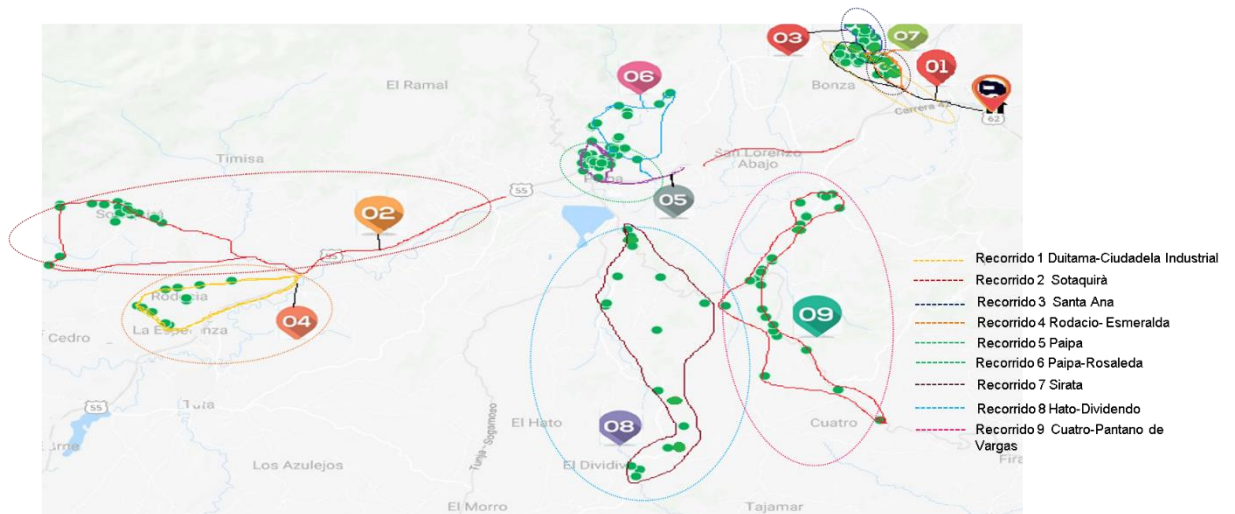 03
07
01
06
El Ramal
Bonza
Carrera 42
62
Timisa
San Lorenzo
Abajo
55
05
02
55
Rodacia
La Esperanza
04
Cedro
09
55
Tuta
El Hato
Tunja - Sogamoso
08
Cuatro
Los Azulejos
El Dividivi
El Morro
Tajamar
Recorrido 1 Duitama-Ciudadela Industrial
Recorrido 2 Sotaquirà
Recorrido 3 Santa Ana
Recorrido 4 Rodacio- Esmeralda
Recorrido 5 Paipa
Recorrido 6 Paipa-Rosaleda
Recorrido 7 Sirata
Recorrido 8 Hato-Dividendo
Recorrido 9 Cuatro-Pantano de
Vargas